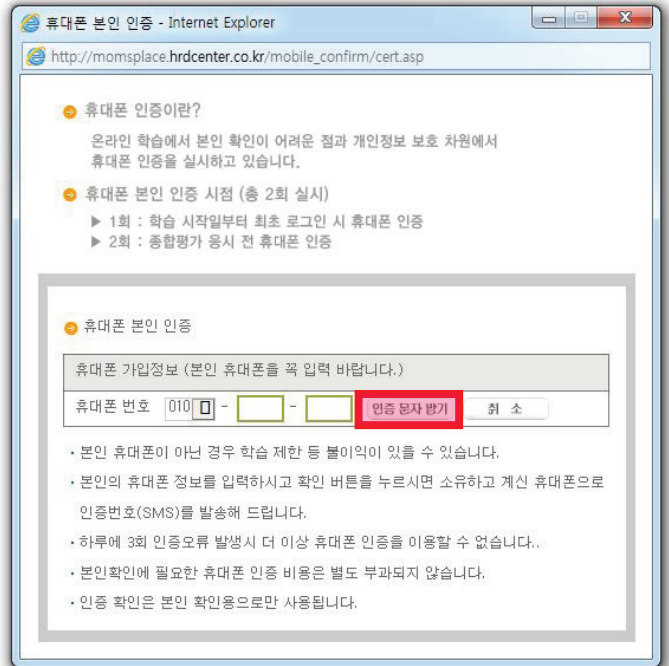 휴대폰 본인 인증 - Internet Explorer
http://momsplace.hrdcenter.co.kr/mobile_confirm/cert.asp
휴대폰 인증이란?
온라인 학습에서 본인 확인이 어려운 점과 개인정보 보호 차원에서
휴대폰 인증을 실시하고 있습니다.
휴대폰 본인 인증 시점 (총 2회 실시)
▶ 1회 : 학습 시작일부터 최초 로그인 시 휴대폰 인증
▶ 2회 : 종합평가 응시 전 휴대폰 인증
휴대폰 본인 인증
휴대폰 가입정보 (본인 휴대폰을 꼭 입력 바랍니다.)
휴대폰 번호 010 - - 인증 문자 받기 취 소
· 본인 휴대폰이 아닌 경우 학습 제한 등 불이익이 있을 수 있습니다.
· 본인의 휴대폰 정보를 입력하시고 확인 버튼을 누르시면 소유하고 계신 휴대폰으로
인증번호(SMS)를 발송해 드립니다.
· 하루에 3회 인증오류 발생시 더 이상 휴대폰 인증을 이용할 수 없습니다..
· 본인확인에 필요한 휴대폰 인증 비용은 별도 부과되지 않습니다.
· 인증 확인은 본인 확인용으로만 사용됩니다.